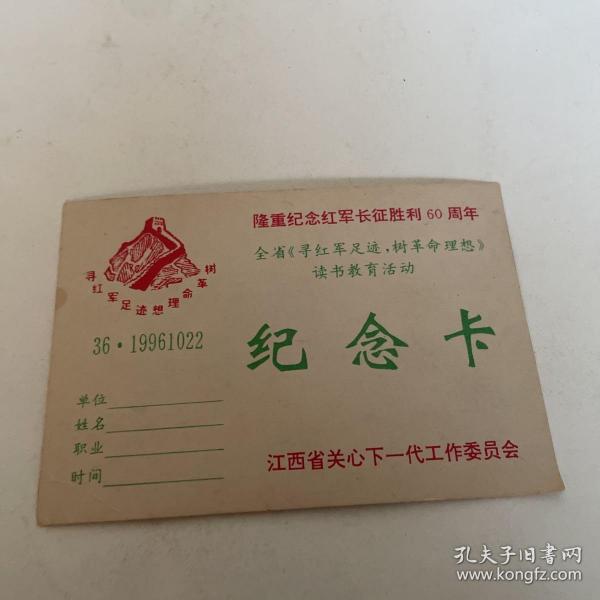 隆重纪念红军长征胜利60周年
全省《寻红军足迹，树革命理想》
读书教育活动
纪念卡
寻红军足迹想理命革树
36·19961022
单位
姓名
职业
时间
江西省关心下一代工作委员会
孔夫子旧书网
www.kongfz.com